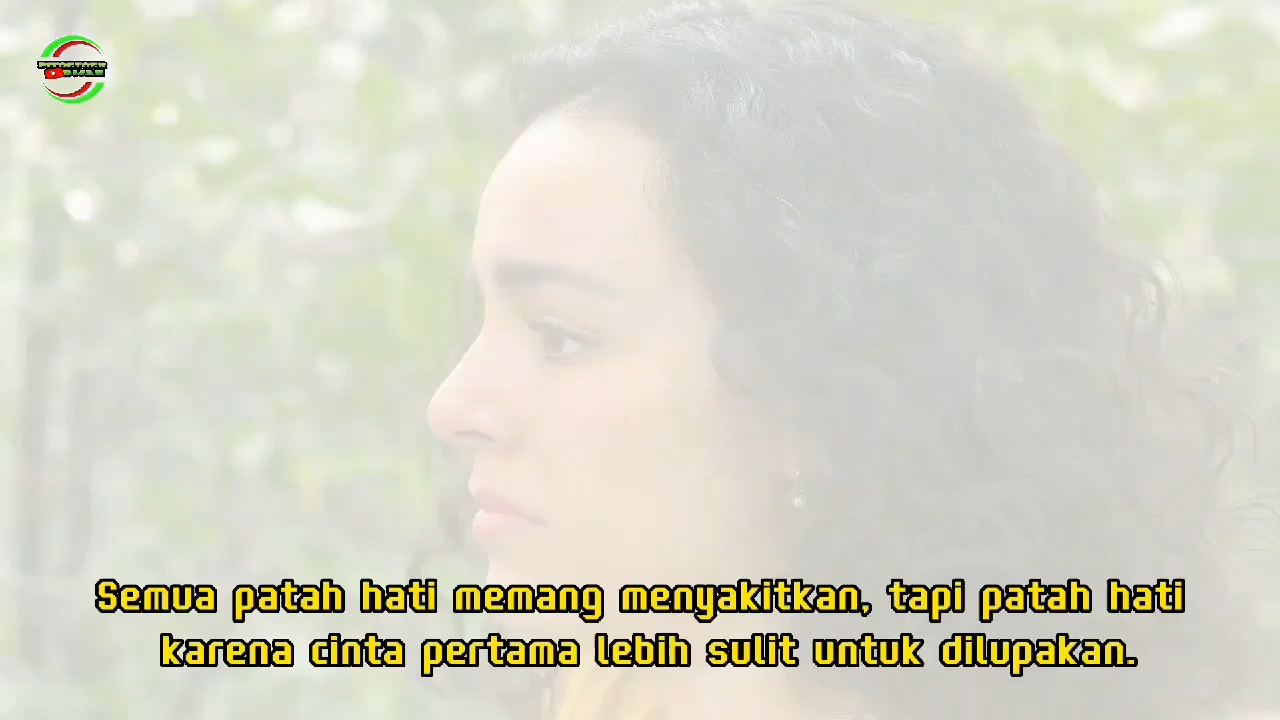 Semua patah hati memang menyakitkan, tapi patah hati
karena cinta pertama lebih sulit untuk dilupakan.